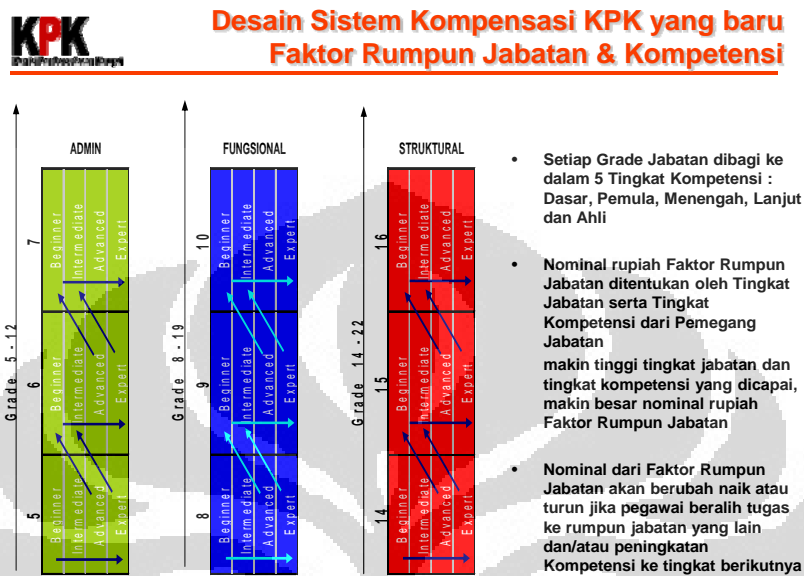 Desain Sistem Kompensasi KPK yang baru
Faktor Rumpun Jabatan & Kompetensi
KPK
ADMIN
FUNGSIONAL
STRUKTURAL
Grade 5-12
7
Beginner
Intermediate
Advanced
Expert
6
Beginner
Intermediate
Advanced
Expert
5
Beginner
Intermediate
Advanced
Expert
Grade 8-19
10
Beginner
Intermediate
Advanced
Expert
9
Beginner
Intermediate
Advanced
Expert
8
Beginner
Intermediate
Advanced
Expert
Grade 14-22
16
Beginner
Intermediate
Advanced
Expert
15
Beginner
Intermediate
Advanced
Expert
14
Beginner
Intermediate
Advanced
Expert
• Setiap Grade Jabatan dibagi ke
dalam 5 Tingkat Kompetensi :
Dasar, Pemula, Menengah, Lanjut
dan Ahli
• Nominal rupiah Faktor Rumpun
Jabatan ditentukan oleh Tingkat
Jabatan serta Tingkat
Kompetensi dari Pemegang
Jabatan
makin tinggi tingkat jabatan dan
tingkat kompetensi yang dicapai,
makin besar nominal rupiah
Faktor Rumpun Jabatan
• Nominal dari Faktor Rumpun
Jabatan akan berubah naik atau
turun jika pegawai beralih tugas
ke rumpun jabatan yang lain
dan/atau peningkatan
Kompetensi ke tingkat berikutnya